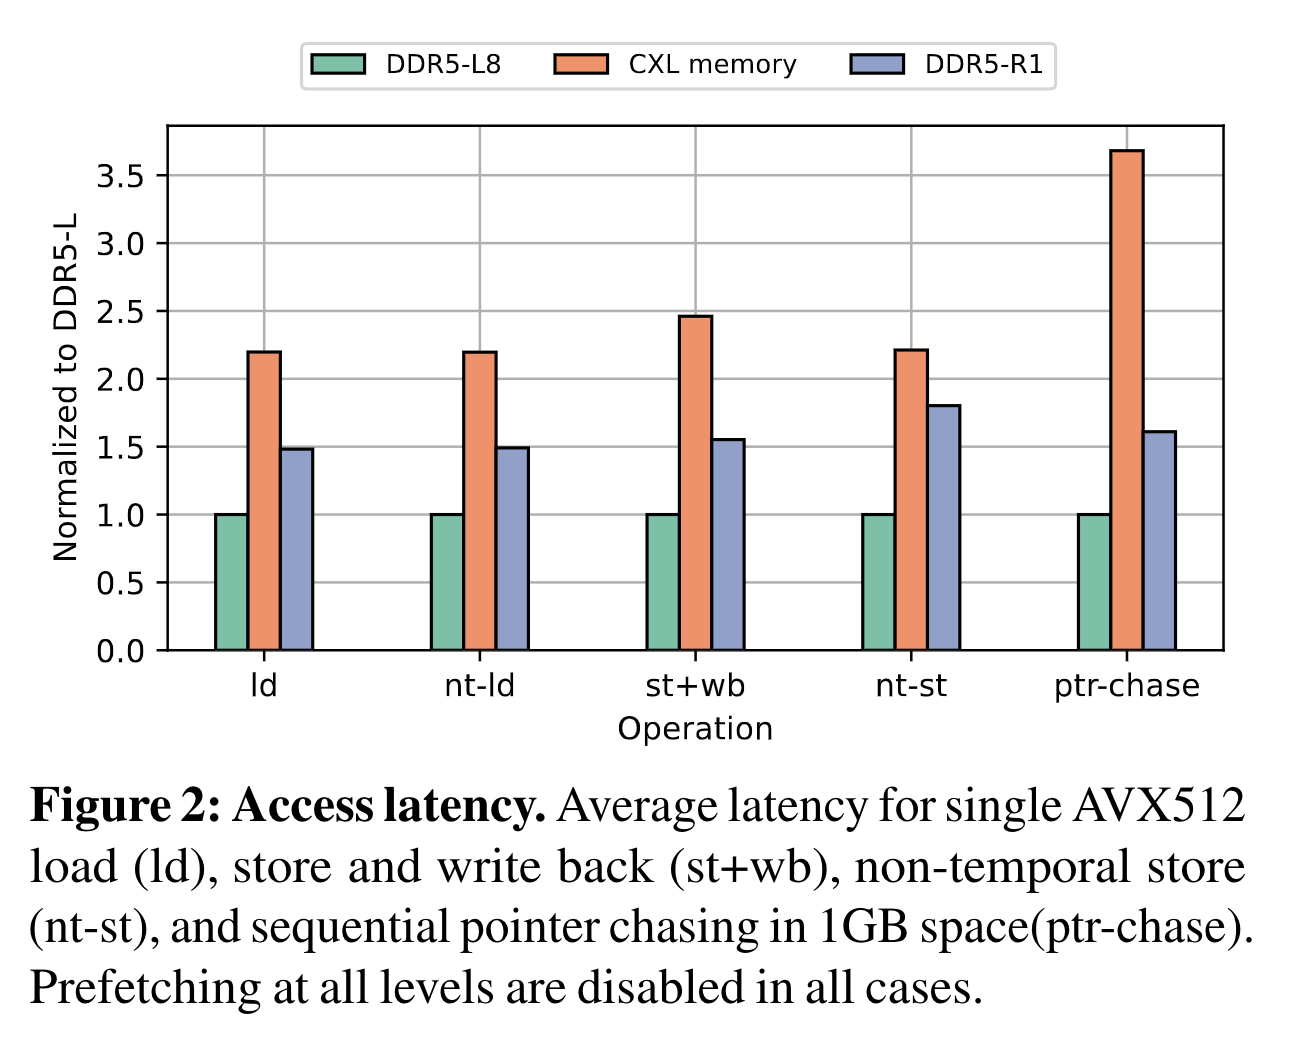 DDR5-L8 CXL memory DDR5-R1
Normalized to DDR5-L
3.5
3.0
2.5
2.0
1.5
1.0
0.5
0.0
ld nt-ld st+wb nt-st ptr-chase
Operation
Figure 2: Access latency. Average latency for single AVX512
load (ld), store and write back (st+wb), non-temporal store
(nt-st), and sequential pointer chasing in 1GB space(ptr-chase).
Prefetching at all levels are disabled in all cases.